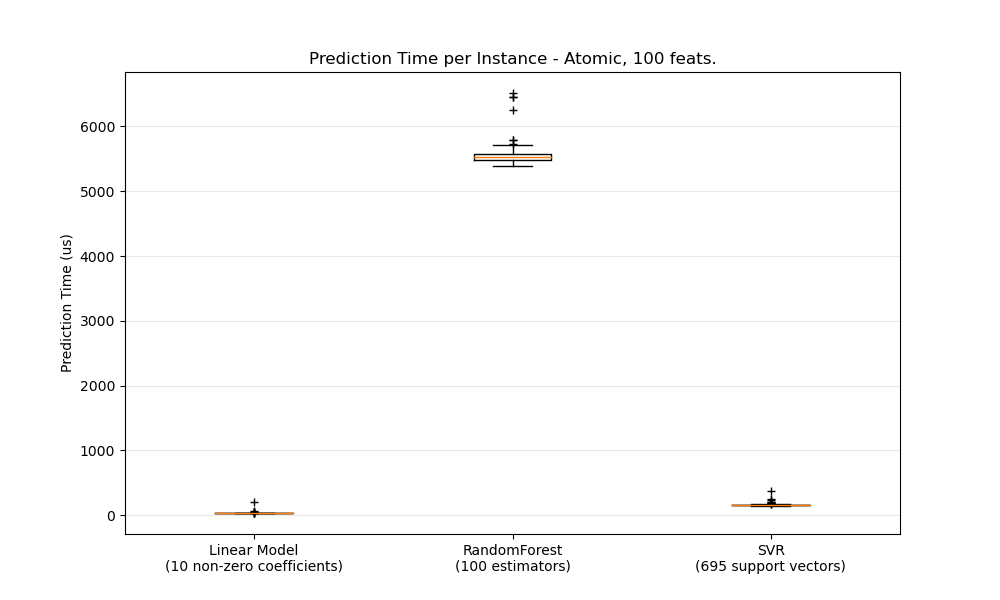 Prediction Time per Instance - Atomic, 100 feats.
Prediction Time (us)
6000
5000
4000
3000
2000
1000
0
Linear Model
(10 non-zero coefficients)
RandomForest
(100 estimators)
SVR
(695 support vectors)